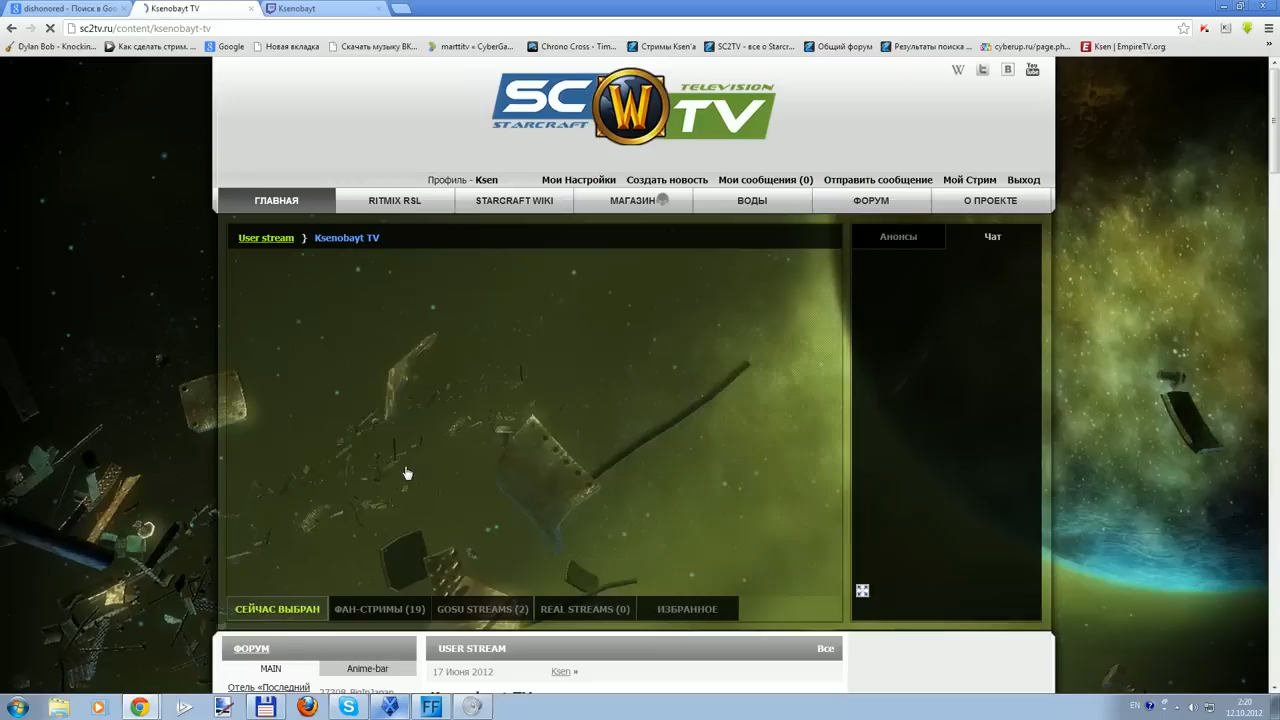 dishonored - Поиск в Goo
Ksenobayt TV
Ksenobayt
sc2tv.ru/content/ksenobayt-tv
Dylan Bob - Knockin...
Как сделать стрим. ...
Google
Новая вкладка
Скачать музыку ВК...
marttitv « CyberGa...
Chrono Cross - Tim...
Стримы Ksen'a
SC2TV - все о Starcr...
Общий форум
Результаты поиска ...
cyberup.ru/page.ph...
Ksen | EmpireTV.org
SC W TV
STARCRAFT
TELEVISION
W
t
B
You Tube
Профиль - Ksen
Мои Настройки
Создать новость
Мои сообщения (0)
Отправить сообщение
Мой Стрим
Выход
ГЛАВНАЯ
RITMIX RSL
STARCRAFT WIKI
МАГАЗИН
ВОДЫ
ФОРУМ
О ПРОЕКТЕ
User stream } Ksenobayt TV
Анонсы
Чат
СЕЙЧАС ВЫБРАН
ФАН-СТРИМЫ (19)
GOSU STREAMS (2)
REAL STREAMS (0)
ИЗБРАННОЕ
ФОРУМ
USER STREAM
Все
MAIN
Anime-bar
17 Июня 2012
Ksen »
Отель «Последний
EN
2:20
12.10.2012